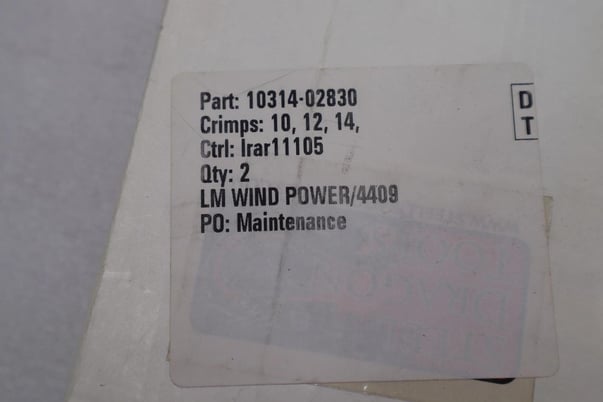 Part: 10314-02830
Crimps: 10, 12, 14,
Ctrl: lrar11105
Qty: 2
LM WIND POWER/4409
PO: Maintenance
D
T